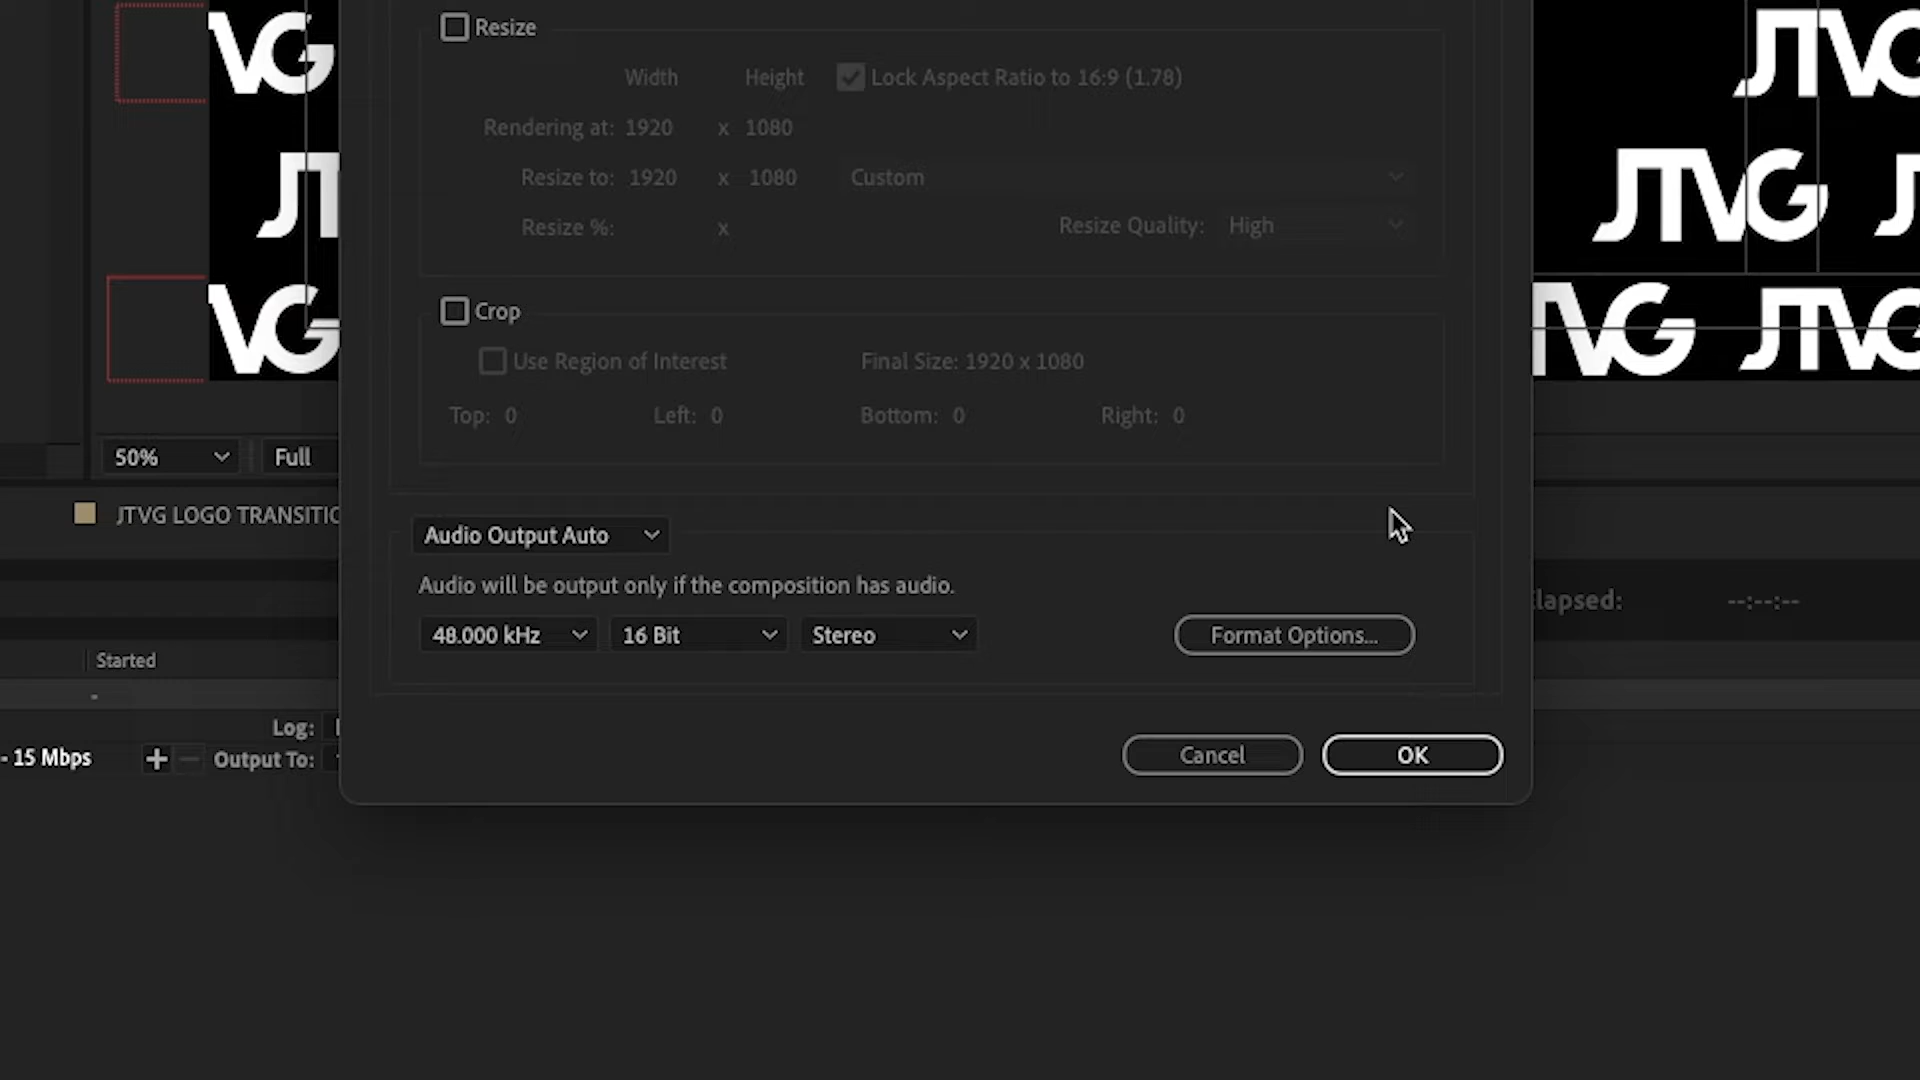 Resize
Width Height Lock Aspect Ratio to 16:9 (1.78)
Rendering at: 1920 x 1080
Resize to: 1920 x 1080 Custom
Resize %: x Resize Quality: High
Crop
Use Region of Interest Final Size: 1920 x 1080
Top: 0 Left: 0 Bottom: 0 Right: 0
50% Full
JTVG LOGO TRANSITIO
Audio Output Auto
Audio will be output only if the composition has audio.
48.000 kHz 16 Bit Stereo Format Options...
Elapsed: --:--:--
Started
-
Log:
- 15 Mbps + - Output To:
Cancel OK
VG JTVG
JT JTVG J
VG TVG JTVG